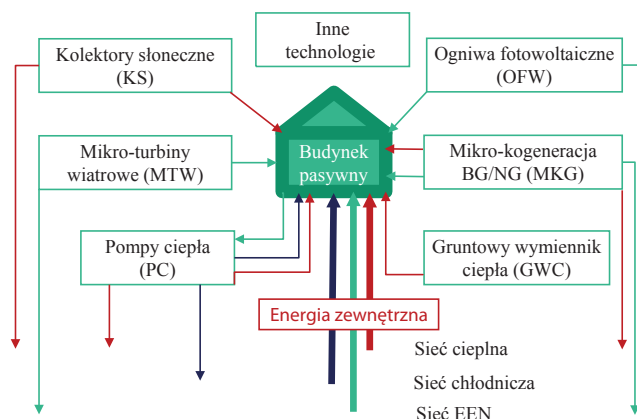 Inne
technologie
Kolektory słoneczne
(KS)
Ogniwa fotowoltaiczne
(OFW)
Mikro-turbiny
wiatrowe (MTW)
Budynek
pasywny
Mikro-kogeneracja
BG/NG (MKG)
Pompy ciepła
(PC)
Gruntowy wymiennik
ciepła (GWC)
Energia zewnętrzna
Sieć cieplna
Sieć chłodnicza
Sieć EEN